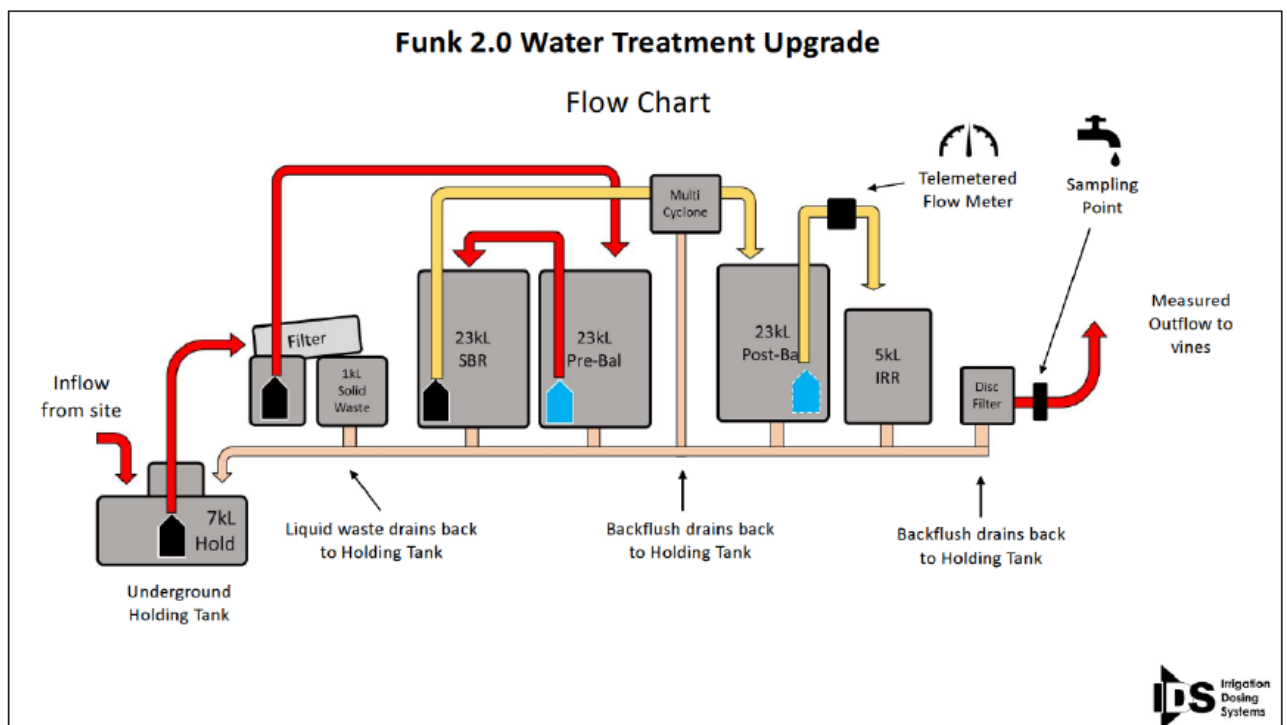 Funk 2.0 Water Treatment Upgrade
Flow Chart
Telemetered
Flow Meter
Sampling
Point
Multi
Cyclone
Measured
Outflow to
vines
Inflow
from site
Filter
1kL
Solid
Waste
23kL
SBR
23kL
Pre-Bal
23kL
Post-Ba
5kL
IRR
Disc
Filter
7kL
Hold
Underground
Holding Tank
Liquid waste drains back
to Holding Tank
Backflush drains back
to Holding Tank
Backflush drains back
to Holding Tank
IDS
Irrigation
Dosing
Systems